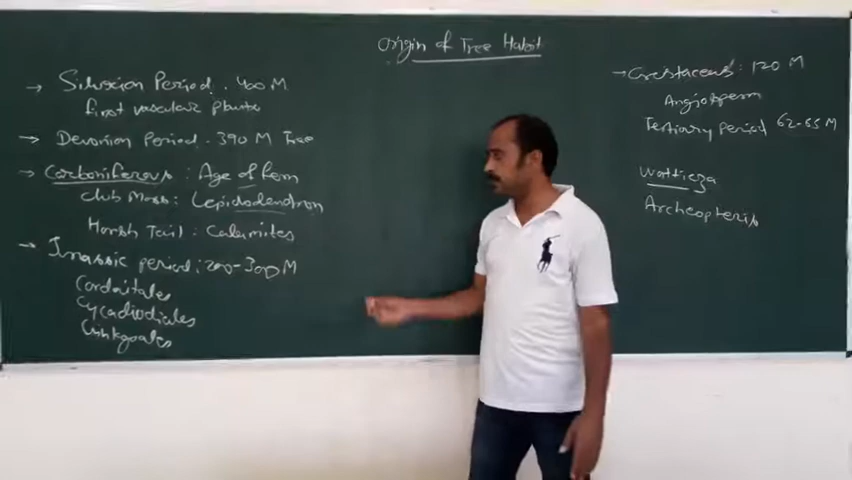 Origin of Tree Habit
→ Silurian Period . 400 M
first vascular plants
→ Devonian Period . 390 M Tree
→ Carboniferous : Age of fern
Club Moss : Lepidodendron
Horsh Tail : Calamites
→ Jurassic period : 200-300 M
Cordaitales
Cycadiodiales
Ginkgoales
→ Cretaceous : 120 M
Angiosperm
Tertiary Period 62-65 M
Wattieza
Archeopteris